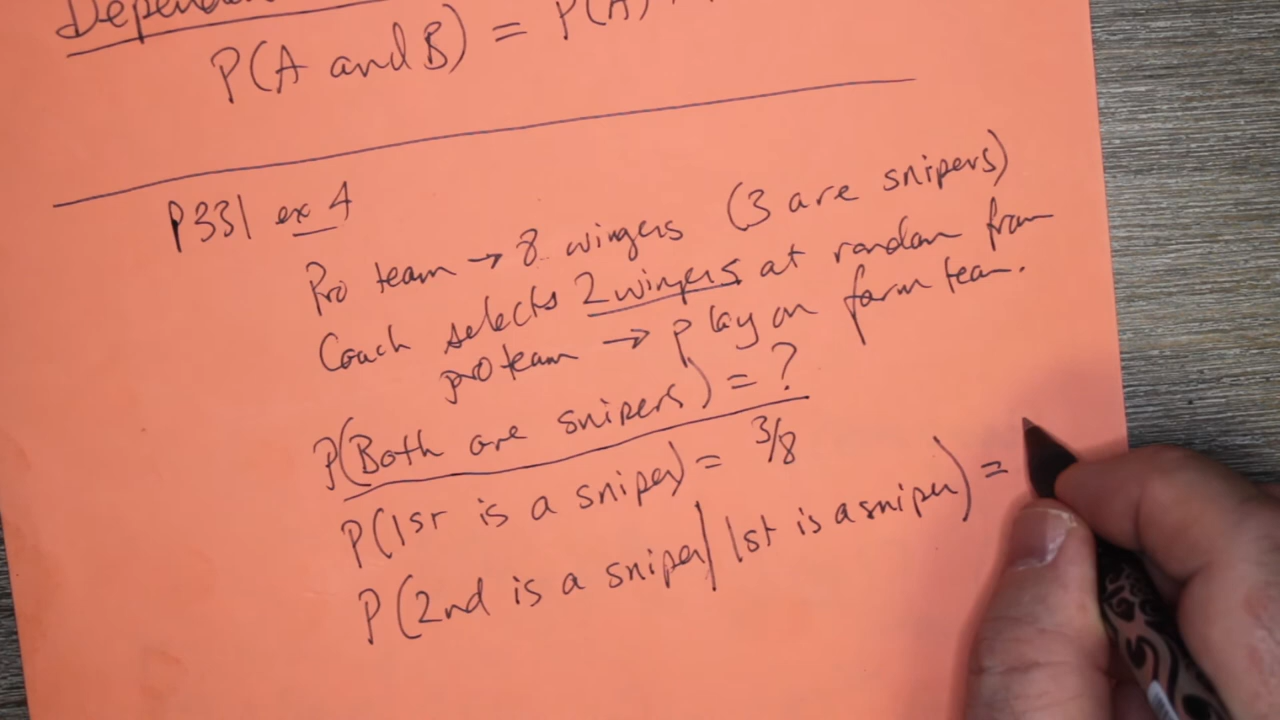 Dependen
P(A and B) = P(A)
P331 ex 4
Pro team → 8 wingers (3 are snipers)
Coach selects 2 wingers at random from
pro team → play on farm team.
P(Both are snipers) = ?
P(1st is a sniper) = 3/8
P(2nd is a sniper | 1st is a sniper) =